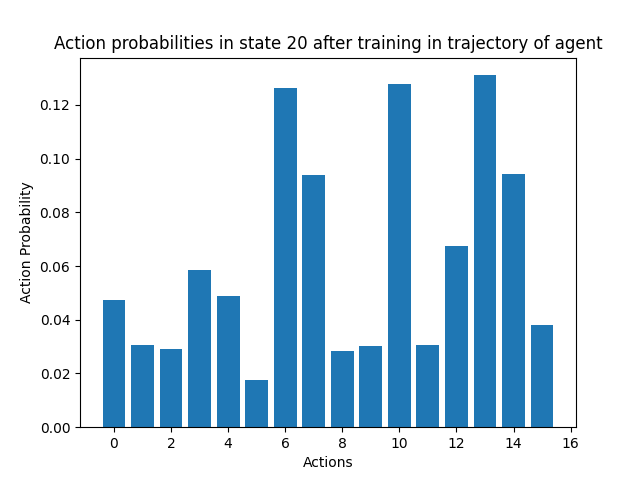 Action probabilities in state 20 after training in trajectory of agent
0.12
0.10
0.08
0.06
0.04
0.02
0.00
Action Probability
0 2 4 6 8 10 12 14 16
Actions